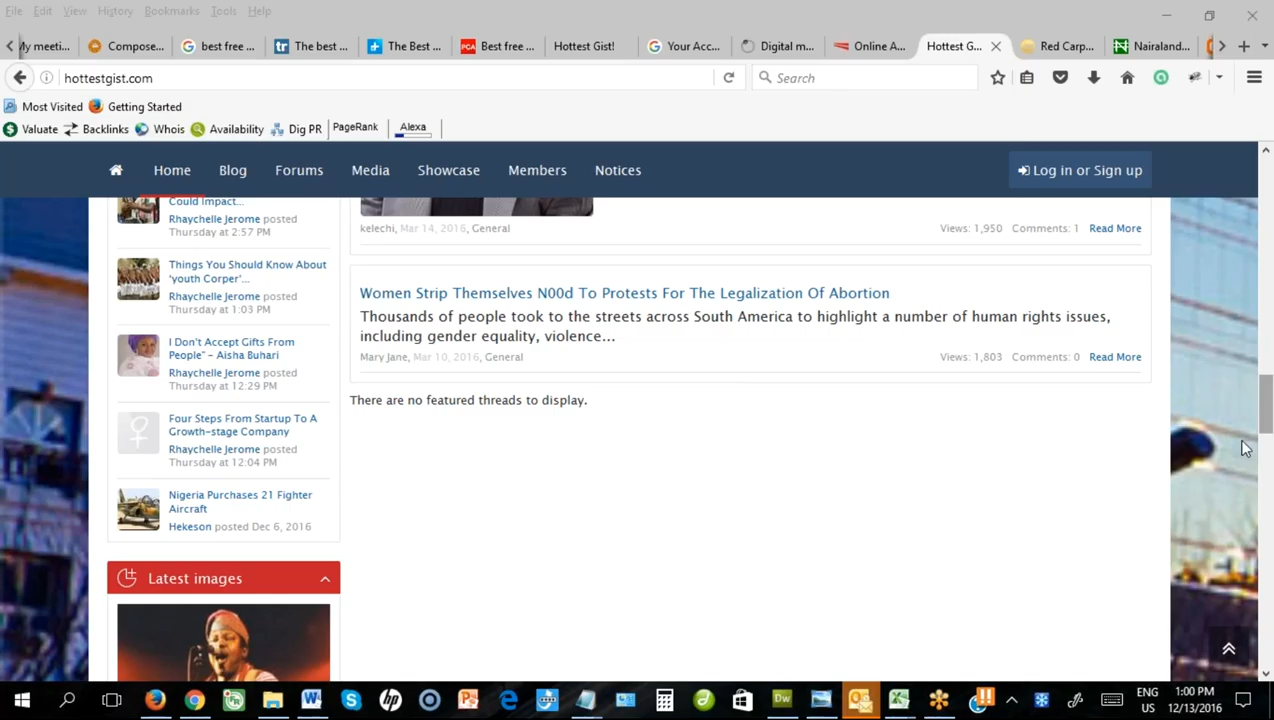 File Edit View History Bookmarks Tools Help
My meeti... Compose... best free ... The best ... The Best ... Best free ... Hottest Gist! Your Acc... Digital m... Online A... Hottest G... Red Carp... Nairaland...
hottestgist.com Search
Most Visited Getting Started
Valuate Backlinks Whois Availability Dig PR PageRank Alexa
Home Blog Forums Media Showcase Members Notices Log in or Sign up
Could Impact...
Rhaychelle Jerome posted
Thursday at 2:57 PM
Things You Should Know About
'youth Corper'...
Rhaychelle Jerome posted
Thursday at 1:03 PM
I Don't Accept Gifts From
People" – Aisha Buhari
Rhaychelle Jerome posted
Thursday at 12:29 PM
Four Steps From Startup To A
Growth-stage Company
Rhaychelle Jerome posted
Thursday at 12:04 PM
Nigeria Purchases 21 Fighter
Aircraft
Hekeson posted Dec 6, 2016
Latest images
kelechi, Mar 14, 2016, General Views: 1,950 Comments: 1 Read More
Women Strip Themselves N00d To Protests For The Legalization Of Abortion
Thousands of people took to the streets across South America to highlight a number of human rights issues,
including gender equality, violence...
Mary Jane, Mar 10, 2016, General Views: 1,803 Comments: 0 Read More
There are no featured threads to display.
ENG 1:00 PM
US 12/13/2016